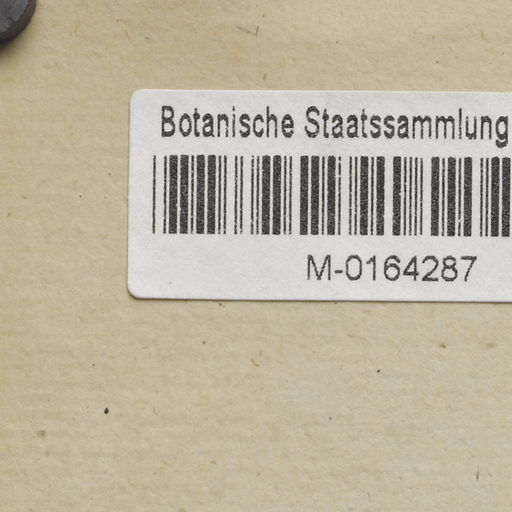 Botanische Staatssammlung
M-0164287